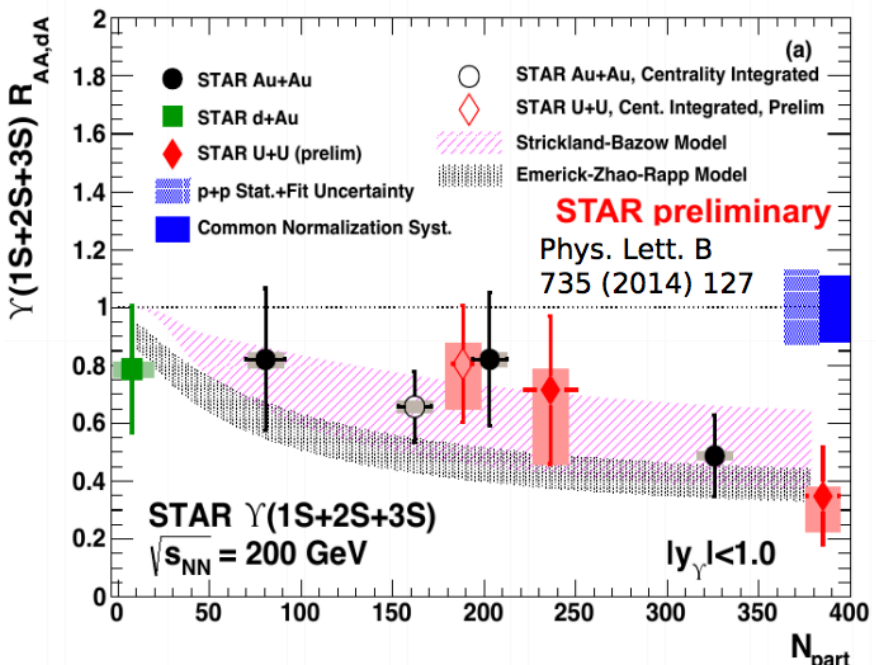 Υ(1S+2S+3S) R_AA,dA
2
1.8
1.6
1.4
1.2
1
0.8
0.6
0.4
0.2
0
(a)
STAR Au+Au
STAR d+Au
STAR U+U (prelim)
p+p Stat.+Fit Uncertainty
Common Normalization Syst.
STAR Au+Au, Centrality Integrated
STAR U+U, Cent. Integrated, Prelim
Strickland-Bazow Model
Emerick-Zhao-Rapp Model
STAR preliminary
Phys. Lett. B
735 (2014) 127
STAR Υ(1S+2S+3S)
√s_NN = 200 GeV
|y_Υ|<1.0
0 50 100 150 200 250 300 350 400
N_part